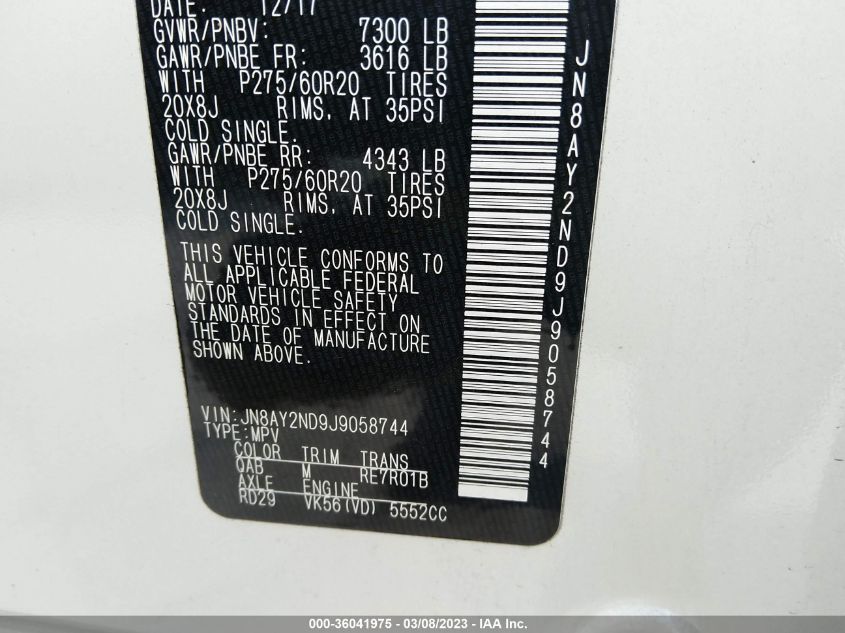 DATE: 12/17
GVWR/PNBV: 7300 LB
GAWR/PNBE FR: 3616 LB
WITH P275/60R20 TIRES
20X8J RIMS, AT 35PSI
COLD SINGLE.
GAWR/PNBE RR: 4343 LB
WITH P275/60R20 TIRES
20X8J RIMS, AT 35PSI
COLD SINGLE.
THIS VEHICLE CONFORMS TO
ALL APPLICABLE FEDERAL
MOTOR VEHICLE SAFETY
STANDARDS IN EFFECT ON
THE DATE OF MANUFACTURE
SHOWN ABOVE.
VIN:JN8AY2ND9J9058744
TYPE:MPV
COLOR TRIM TRANS
QAB M RE7R01B
AXLE ENGINE
RD29 VK56(VD) 5552CC
JN8AY2ND9J9058744
000-36041975 — 03/08/2023 — IAA Inc.